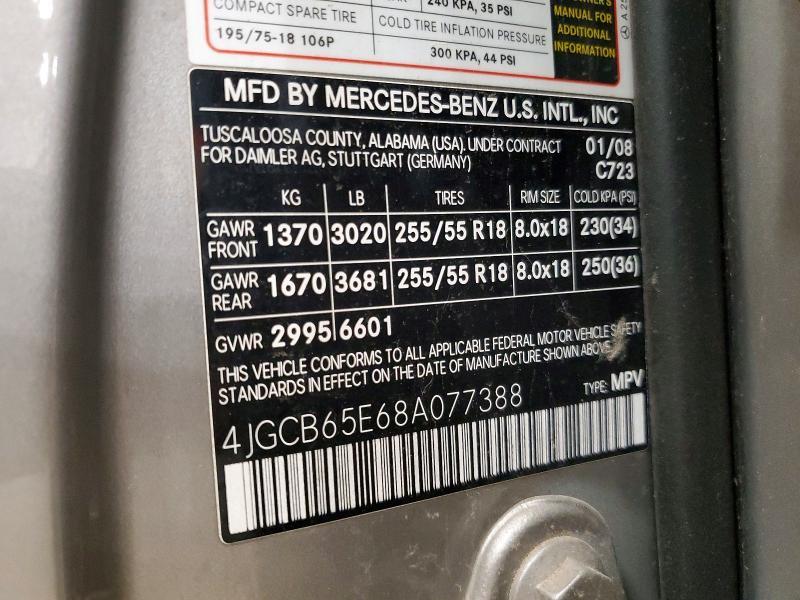 240 KPA, 35 PSI
COMPACT SPARE TIRE
COLD TIRE INFLATION PRESSURE
195/75-18 106P
300 KPA, 44 PSI
MANUAL FOR
ADDITIONAL
INFORMATION
MFD BY MERCEDES-BENZ U.S. INTL., INC
TUSCALOOSA COUNTY, ALABAMA (USA). UNDER CONTRACT 01/08
FOR DAIMLER AG, STUTTGART (GERMANY) C723
KG LB TIRES RIM SIZE COLD KPA (PSI)
GAWR FRONT 1370 3020 255/55 R18 8.0x18 230(34)
GAWR REAR 1670 3681 255/55 R18 8.0x18 250(36)
GVWR 2995 6601
THIS VEHICLE CONFORMS TO ALL APPLICABLE FEDERAL MOTOR VEHICLE SAFETY
STANDARDS IN EFFECT ON THE DATE OF MANUFACTURE SHOWN ABOVE
TYPE: MPV
4JGCB65E68A077388